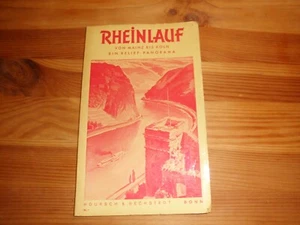 RHEINLAUF
VON MAINZ BIS KÖLN
EIN RELIEF PANORAMA
BONN